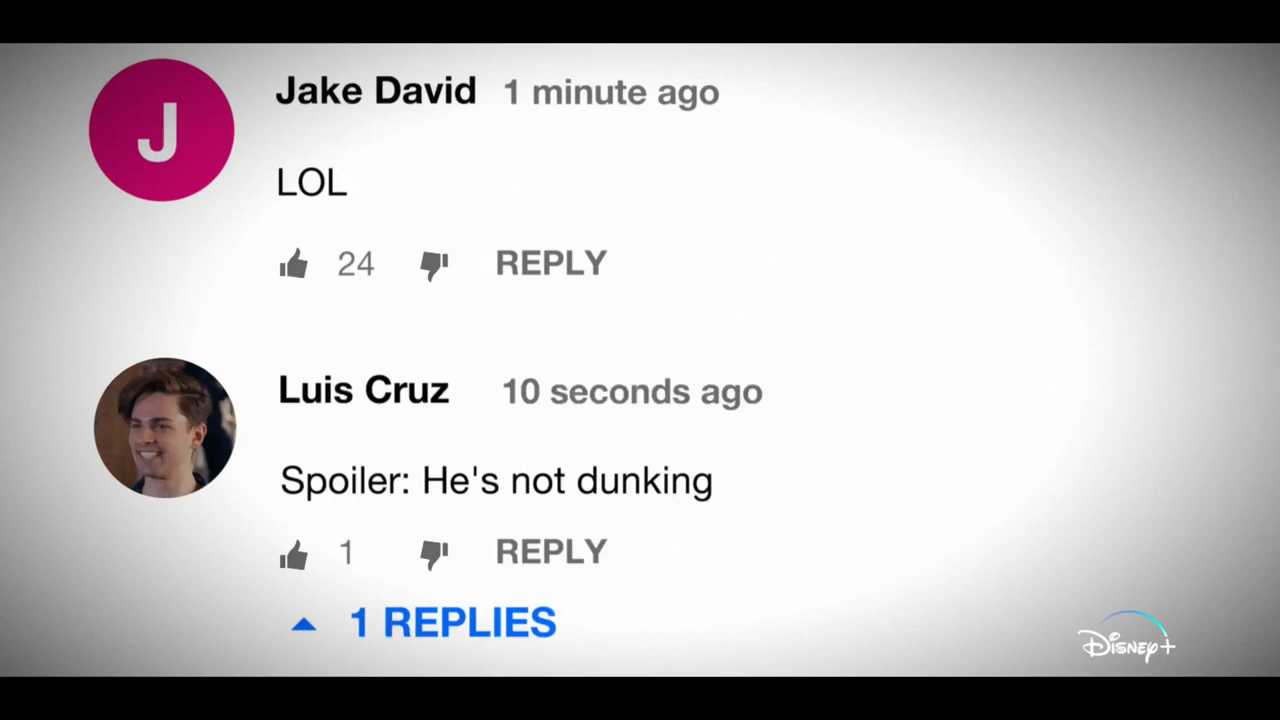 J
Jake David 1 minute ago
LOL
24 REPLY
Luis Cruz 10 seconds ago
Spoiler: He's not dunking
1 REPLY
1 REPLIES
Disney+